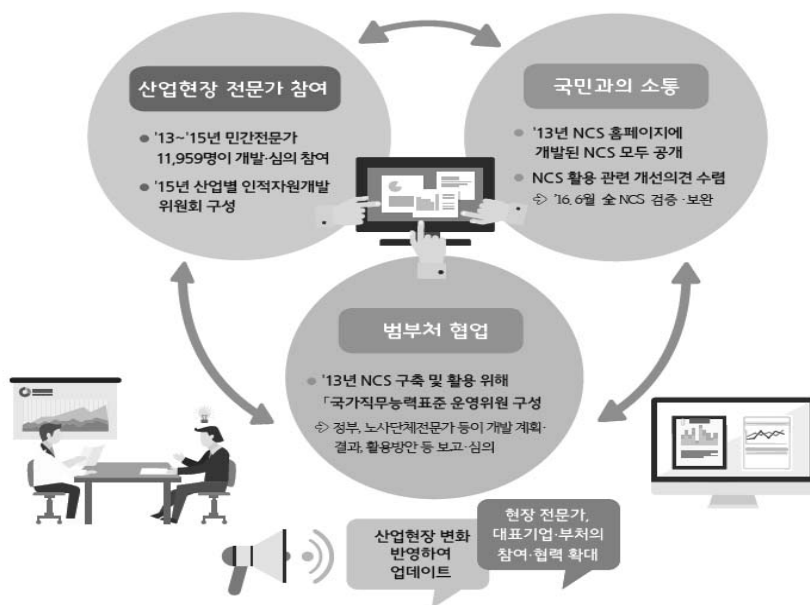 산업현장 전문가 참여
'13~'15년 민간전문가
11,959명이 개발·심의 참여
'15년 산업별 인적자원개발
위원회 구성
국민과의 소통
'13년 NCS 홈페이지에
개발된 NCS 모두 공개
NCS 활용 관련 개선의견 수렴
➪ '16. 6월 全 NCS 검증·보완
범부처 협업
'13년 NCS 구축 및 활용 위해
「국가직무능력표준 운영위원 구성
➪ 정부, 노사단체전문가 등이 개발 계획·
결과, 활용방안 등 보고·심의
산업현장 변화
반영하여
업데이트
현장 전문가,
대표기업·부처의
참여·협력 확대